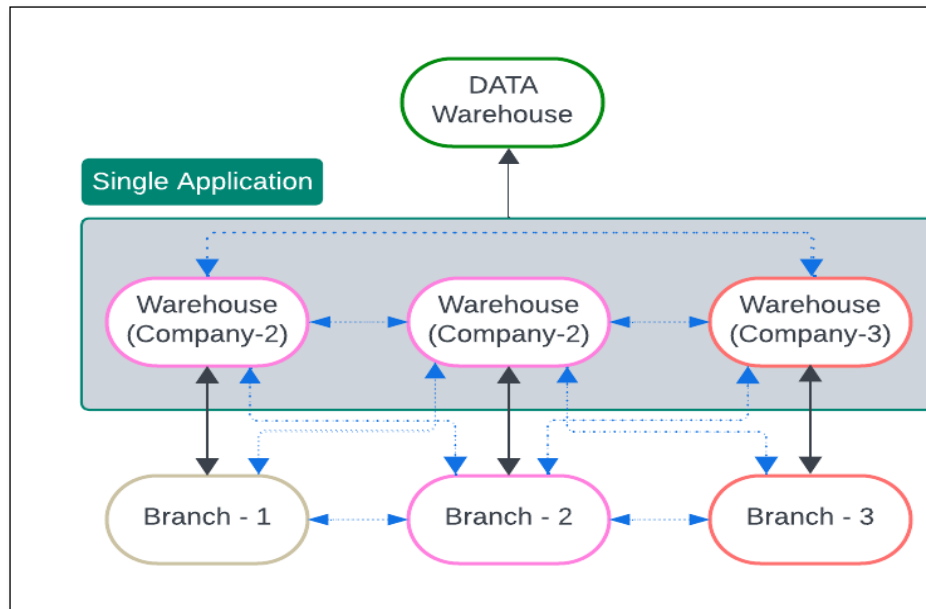 DATA
Warehouse
Single Application
Warehouse
(Company-2)
Warehouse
(Company-2)
Warehouse
(Company-3)
Branch - 1
Branch - 2
Branch - 3